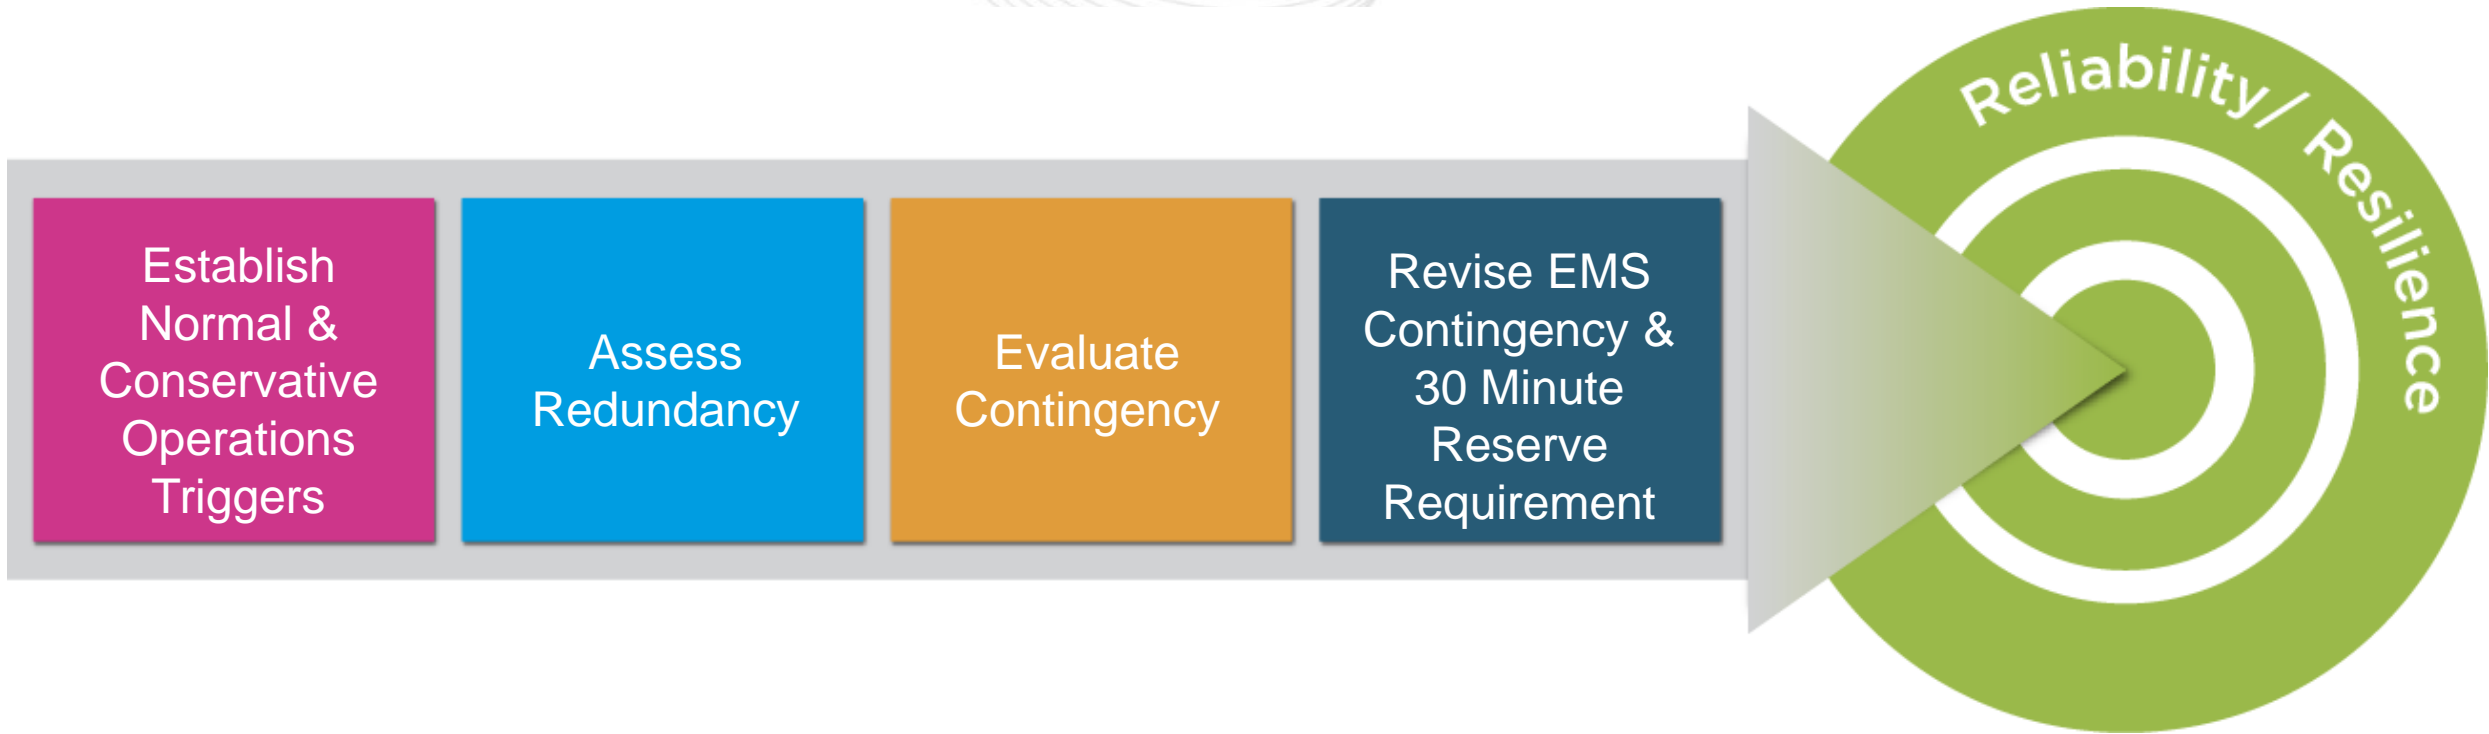 Establish
Normal &
Conservative
Operations
Triggers
Assess
Redundancy
Evaluate
Contingency
Revise EMS
Contingency &
30 Minute
Reserve
Requirement
Reliability/ Resilience